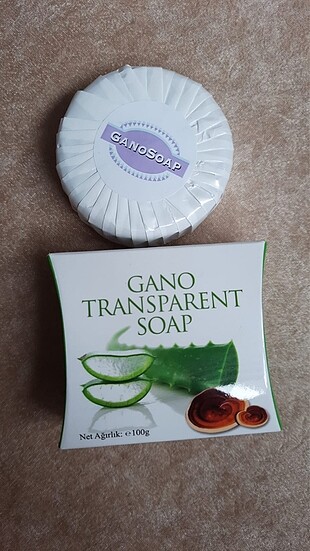 GANOSOAP
GANO
TRANSPARENT
SOAP
Net Ağırlık: ℮100g